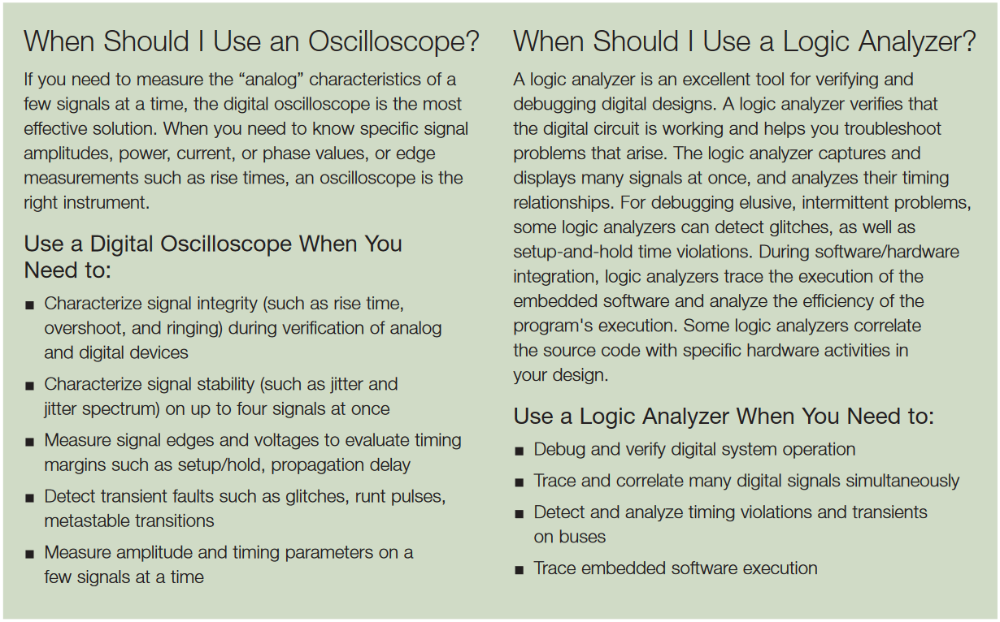 When Should I Use an Oscilloscope?
If you need to measure the “analog” characteristics of a
few signals at a time, the digital oscilloscope is the most
effective solution. When you need to know specific signal
amplitudes, power, current, or phase values, or edge
measurements such as rise times, an oscilloscope is the
right instrument.
Use a Digital Oscilloscope When You
Need to:
■ Characterize signal integrity (such as rise time,
overshoot, and ringing) during verification of analog
and digital devices
■ Characterize signal stability (such as jitter and
jitter spectrum) on up to four signals at once
■ Measure signal edges and voltages to evaluate timing
margins such as setup/hold, propagation delay
■ Detect transient faults such as glitches, runt pulses,
metastable transitions
■ Measure amplitude and timing parameters on a
few signals at a time
When Should I Use a Logic Analyzer?
A logic analyzer is an excellent tool for verifying and
debugging digital designs. A logic analyzer verifies that
the digital circuit is working and helps you troubleshoot
problems that arise. The logic analyzer captures and
displays many signals at once, and analyzes their timing
relationships. For debugging elusive, intermittent problems,
some logic analyzers can detect glitches, as well as
setup-and-hold time violations. During software/hardware
integration, logic analyzers trace the execution of the
embedded software and analyze the efficiency of the
program's execution. Some logic analyzers correlate
the source code with specific hardware activities in
your design.
Use a Logic Analyzer When You Need to:
■ Debug and verify digital system operation
■ Trace and correlate many digital signals simultaneously
■ Detect and analyze timing violations and transients
on buses
■ Trace embedded software execution